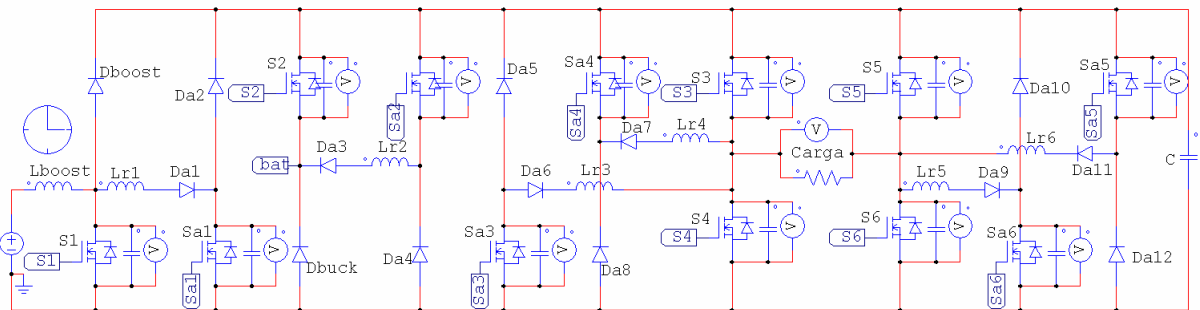 Dboost
Da2
S2
S2
Sa2
Da5
Sa4
Sa4
S3
S3
S5
S5
Da10
Sa5
Sa5
V
V
V
V
V
V
V
Da7
Lr4
V
Lr6
bat
Da3
Lr2
Carga
Da11
C
Lboost
Lr1
Da1
Da6
Lr3
Lr5
Da9
S1
S1
Sa1
Sa1
Dbuck
Da4
Sa3
Sa3
Da8
S4
S4
S6
S6
Sa6
Sa6
Da12
V
V
V
V
V
V